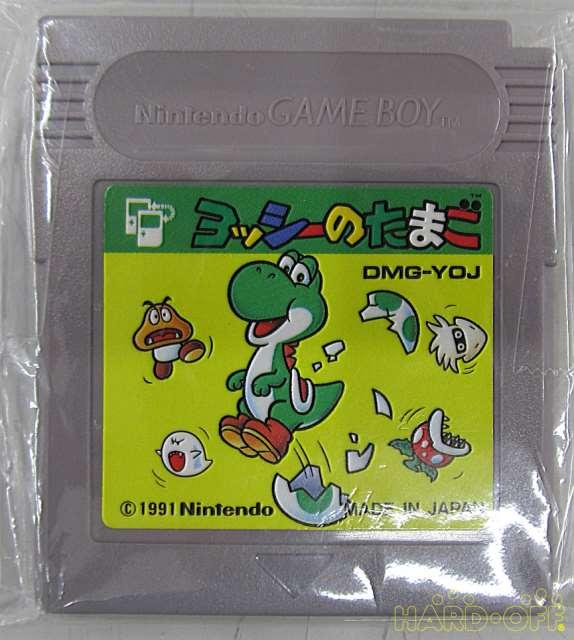 Nintendo GAME BOY TM
ヨッシーのたまご TM
DMG-YOJ
© 1991 Nintendo
MADE IN JAPAN
HARD-OFF